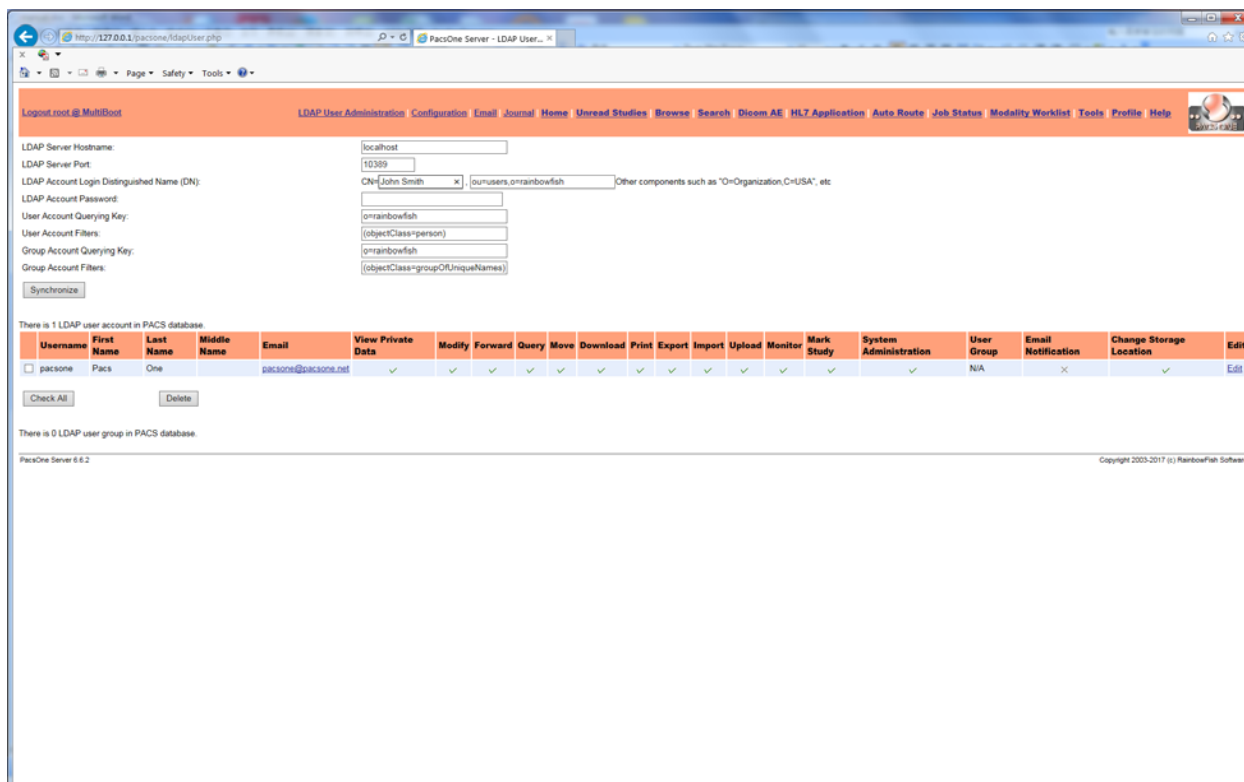 http://127.0.0.1/pacsone/ldapUser.php PacsOne Server - LDAP User...
Page Safety Tools
Logout root @ MultiBoot LDAP User Administration Configuration Email Journal Home Unread Studies Browse Search Dicom AE HL7 Application Auto Route Job Status Modality Worklist Tools Profile Help
LDAP Server Hostname: localhost
LDAP Server Port: 10389
LDAP Account Login Distinguished Name (DN): CN=John Smith × , ou=users,o=rainbowfish Other components such as "O=Organization,C=USA", etc
LDAP Account Password:
User Account Querying Key: o=rainbowfish
User Account Filters: (objectClass=person)
Group Account Querying Key: o=rainbowfish
Group Account Filters: (objectClass=groupOfUniqueNames)
Synchronize
There is 1 LDAP user account in PACS database.
Username First Name Last Name Middle Name Email View Private Data Modify Forward Query Move Download Print Export Import Upload Monitor Mark Study System Administration User Group Email Notification Change Storage Location Edit
pacsone Pacs One pacsone@pacsone.net N/A Edit
Check All Delete
There is 0 LDAP user group in PACS database.
PacsOne Server 6.6.2 Copyright 2003-2017 (c) RainbowFish Softwar